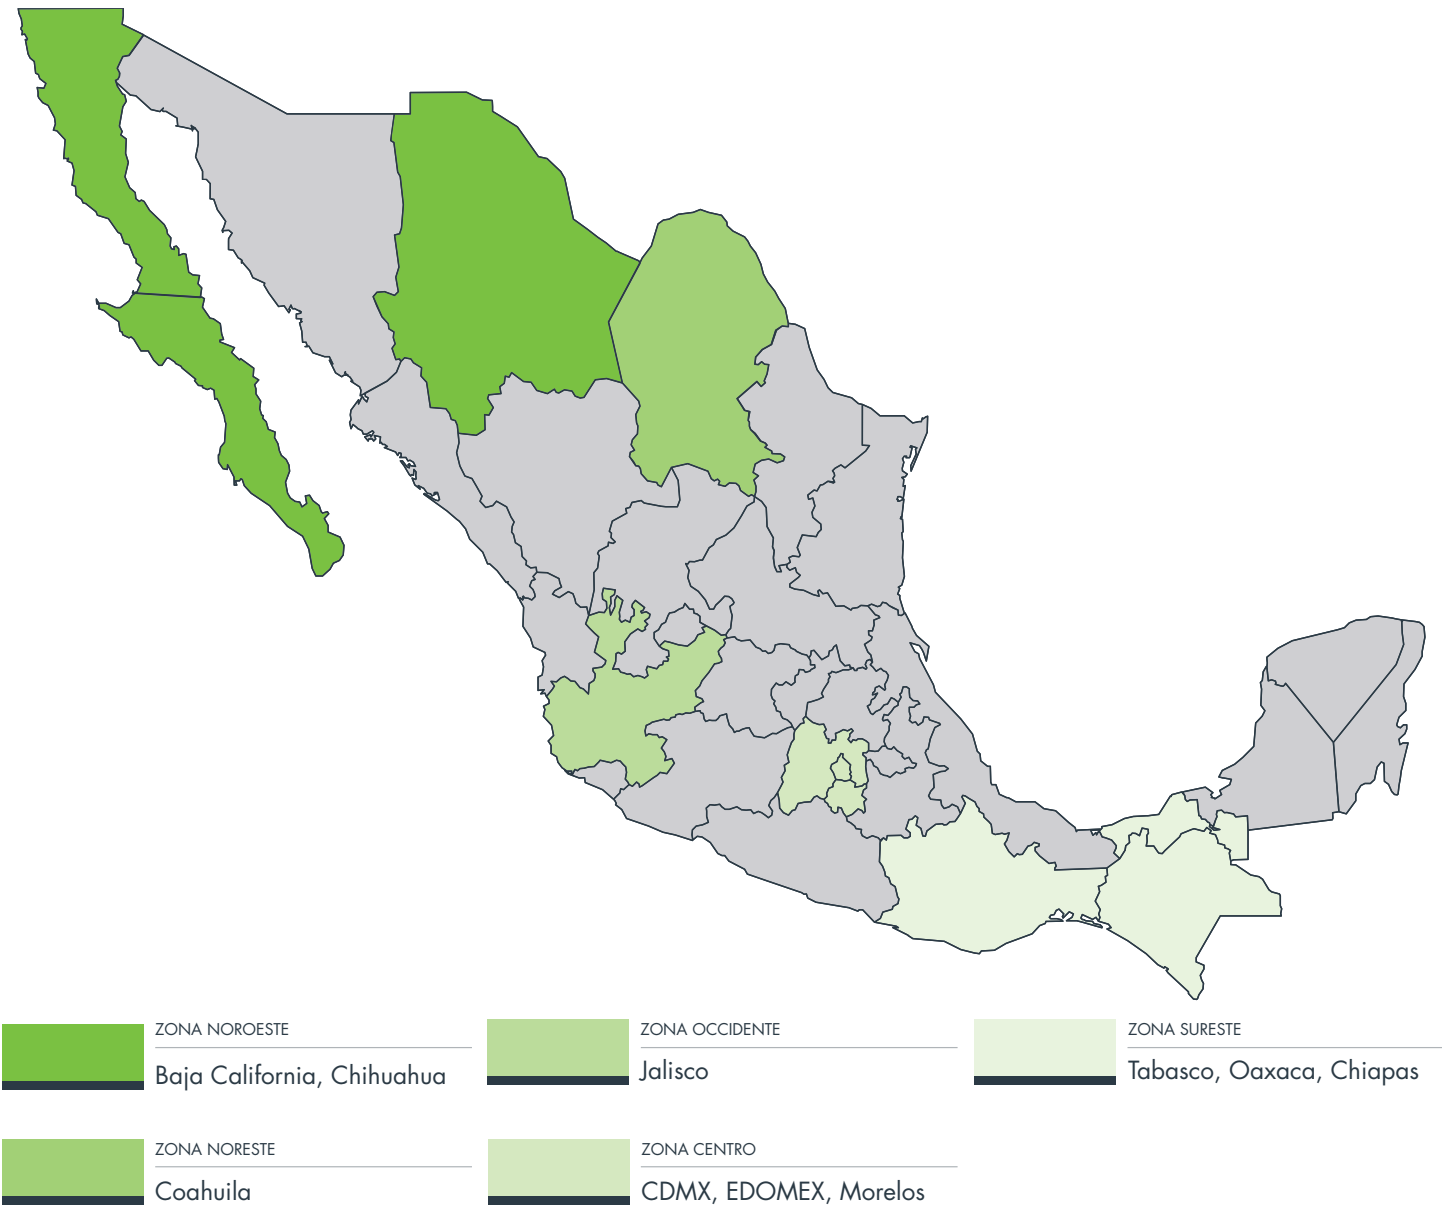 ZONA NOROESTE
Baja California, Chihuahua
ZONA OCCIDENTE
Jalisco
ZONA SURESTE
Tabasco, Oaxaca, Chiapas
ZONA NORESTE
Coahuila
ZONA CENTRO
CDMX, EDOMEX, Morelos